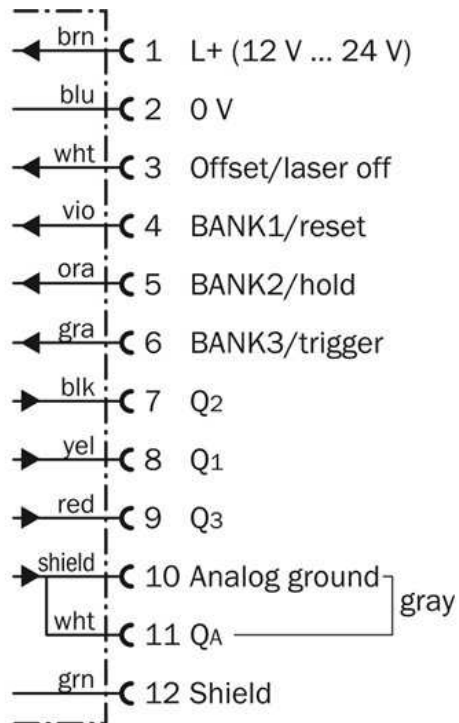 brn 1 L+ (12 V ... 24 V)
blu 2 0 V
wht 3 Offset/laser off
vio 4 BANK1/reset
ora 5 BANK2/hold
gra 6 BANK3/trigger
blk 7 Q2
yel 8 Q1
red 9 Q3
shield 10 Analog ground
gray
wht 11 QA
grn 12 Shield